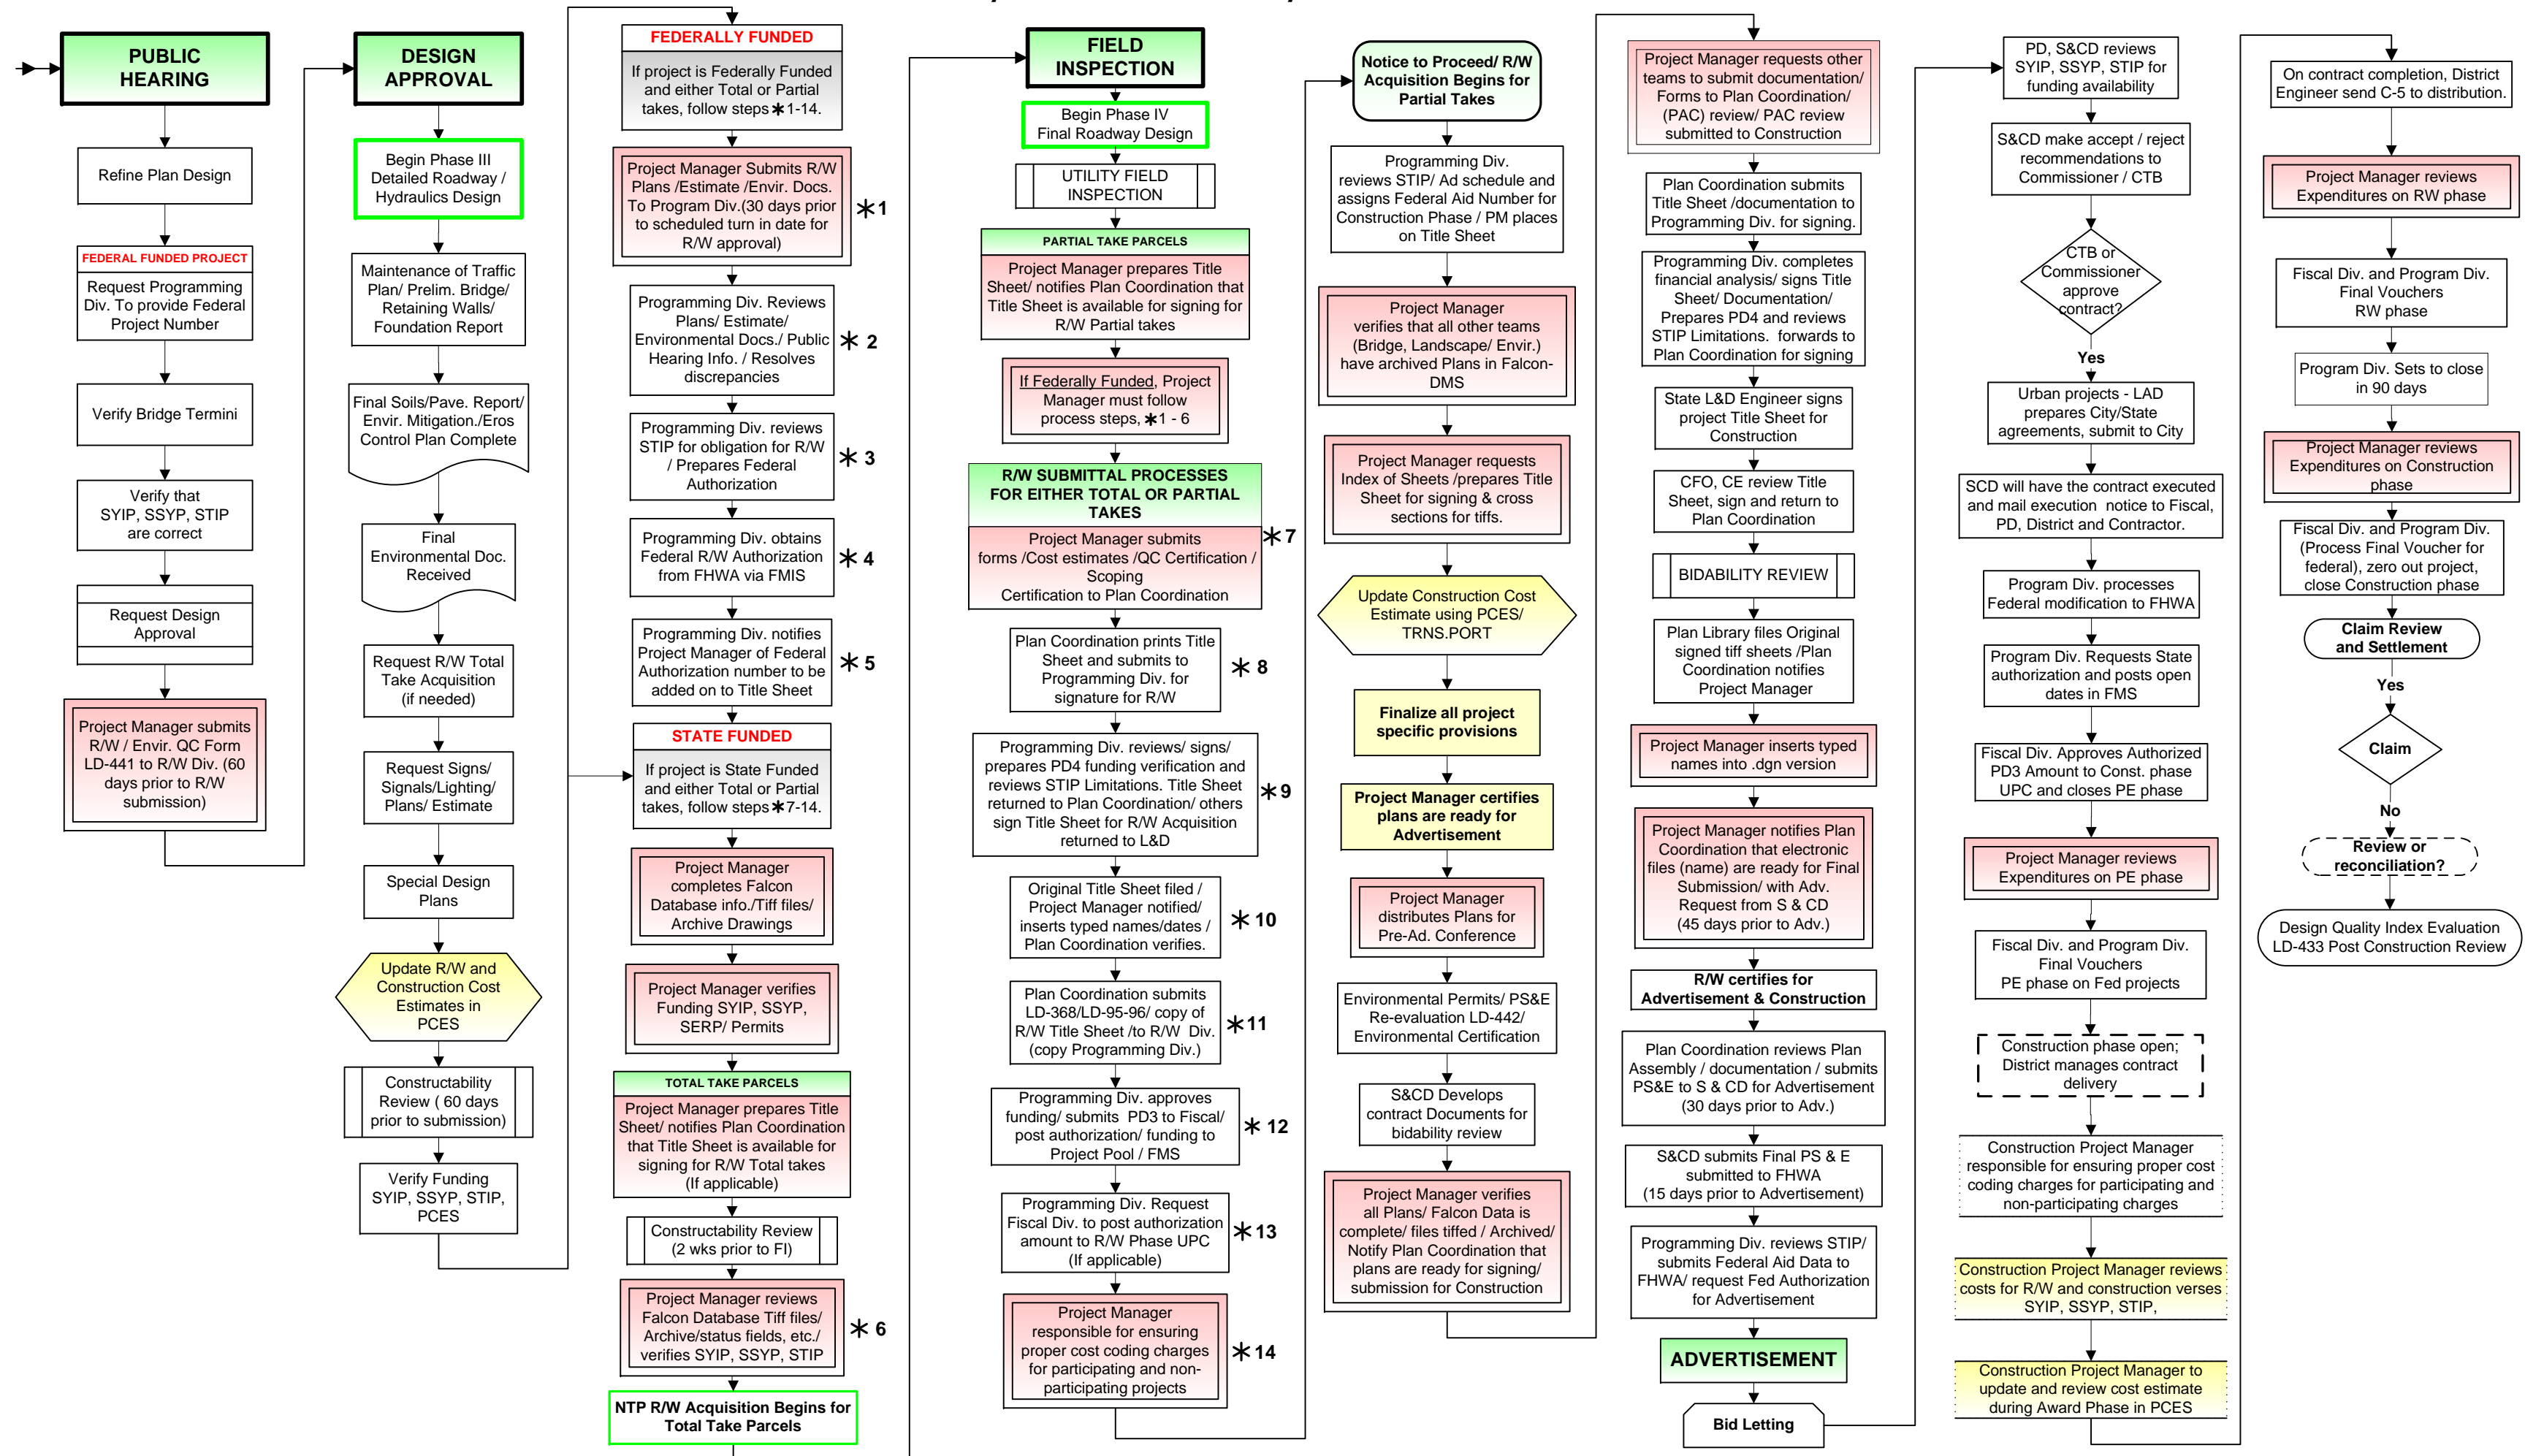 PUBLIC
HEARING
Refine Plan Design
FEDERAL FUNDED PROJECT
Request Programming
Div. To provide Federal
Project Number
Verify Bridge Termini
Verify that
SYIP, SSYP, STIP
are correct
Request Design
Approval
Project Manager submits
R/W / Envir. QC Form
LD-441 to R/W Div. (60
days prior to R/W
submission)
DESIGN
APPROVAL
Begin Phase III
Detailed Roadway /
Hydraulics Design
Maintenance of Traffic
Plan/ Prelim. Bridge/
Retaining Walls/
Foundation Report
Final Soils/Pave. Report/
Envir. Mitigation./Eros
Control Plan Complete
Final
Environmental Doc.
Received
Request R/W Total
Take Acquisition
(if needed)
Request Signs/
Signals/Lighting/
Plans/ Estimate
Special Design
Plans
Update R/W and
Construction Cost
Estimates in
PCES
Constructability
Review ( 60 days
prior to submission)
Verify Funding
SYIP, SSYP, STIP,
PCES
FEDERALLY FUNDED
If project is Federally Funded
and either Total or Partial
takes, follow steps ∗1-14.
Project Manager Submits R/W
Plans /Estimate /Envir. Docs.
To Program Div.(30 days prior
to scheduled turn in date for
R/W approval)
∗1
Programming Div. Reviews
Plans/ Estimate/
Environmental Docs./ Public
Hearing Info. / Resolves
discrepancies
∗ 2
Programming Div. reviews
STIP for obligation for R/W
/ Prepares Federal
Authorization
∗ 3
Programming Div. obtains
Federal R/W Authorization
from FHWA via FMIS
∗ 4
Programming Div. notifies
Project Manager of Federal
Authorization number to be
added on to Title Sheet
∗ 5
STATE FUNDED
If project is State Funded
and either Total or Partial
takes, follow steps ∗7-14.
Project Manager
completes Falcon
Database info./Tiff files/
Archive Drawings
Project Manager verifies
Funding SYIP, SSYP,
SERP/ Permits
TOTAL TAKE PARCELS
Project Manager prepares Title
Sheet/ notifies Plan Coordination
that Title Sheet is available for
signing for R/W Total takes
(If applicable)
Constructability Review
(2 wks prior to FI)
Project Manager reviews
Falcon Database Tiff files/
Archive/status fields, etc./
verifies SYIP, SSYP, STIP
∗ 6
NTP R/W Acquisition Begins for
Total Take Parcels
FIELD
INSPECTION
Begin Phase IV
Final Roadway Design
UTILITY FIELD
INSPECTION
PARTIAL TAKE PARCELS
Project Manager prepares Title
Sheet/ notifies Plan Coordination that
Title Sheet is available for signing for
R/W Partial takes
If Federally Funded, Project
Manager must follow
process steps, ∗1 - 6
R/W SUBMITTAL PROCESSES
FOR EITHER TOTAL OR PARTIAL
TAKES
Project Manager submits
forms /Cost estimates /QC Certification /
Scoping
Certification to Plan Coordination
∗7
Plan Coordination prints Title
Sheet and submits to
Programming Div. for
signature for R/W
∗ 8
Programming Div. reviews/ signs/
prepares PD4 funding verification and
reviews STIP Limitations. Title Sheet
returned to Plan Coordination/ others
sign Title Sheet for R/W Acquisition
returned to L&D
∗9
Original Title Sheet filed /
Project Manager notified/
inserts typed names/dates /
Plan Coordination verifies.
∗ 10
Plan Coordination submits
LD-368/LD-95-96/ copy of
R/W Title Sheet /to R/W Div.
(copy Programming Div.)
∗11
Programming Div. approves
funding/ submits PD3 to Fiscal/
post authorization/ funding to
Project Pool / FMS
∗ 12
Programming Div. Request
Fiscal Div. to post authorization
amount to R/W Phase UPC
(If applicable)
∗13
Project Manager
responsible for ensuring
proper cost coding charges
for participating and non-
participating projects
∗14
Notice to Proceed/ R/W
Acquisition Begins for
Partial Takes
Programming Div.
reviews STIP/ Ad schedule and
assigns Federal Aid Number for
Construction Phase / PM places
on Title Sheet
Project Manager
verifies that all other teams
(Bridge, Landscape/ Envir.)
have archived Plans in Falcon-
DMS
Project Manager requests
Index of Sheets /prepares Title
Sheet for signing & cross
sections for tiffs.
Update Construction Cost
Estimate using PCES/
TRNS.PORT
Finalize all project
specific provisions
Project Manager certifies
plans are ready for
Advertisement
Project Manager
distributes Plans for
Pre-Ad. Conference
Environmental Permits/ PS&E
Re-evaluation LD-442/
Environmental Certification
S&CD Develops
contract Documents for
bidability review
Project Manager verifies
all Plans/ Falcon Data is
complete/ files tiffed / Archived/
Notify Plan Coordination that
plans are ready for signing/
submission for Construction
Project Manager requests other
teams to submit documentation/
Forms to Plan Coordination/
(PAC) review/ PAC review
submitted to Construction
Plan Coordination submits
Title Sheet /documentation to
Programming Div. for signing.
Programming Div. completes
financial analysis/ signs Title
Sheet/ Documentation/
Prepares PD4 and reviews
STIP Limitations. forwards to
Plan Coordination for signing
State L&D Engineer signs
project Title Sheet for
Construction
CFO, CE review Title
Sheet, sign and return to
Plan Coordination
BIDABILITY REVIEW
Plan Library files Original
signed tiff sheets /Plan
Coordination notifies
Project Manager
Project Manager inserts typed
names into .dgn version
Project Manager notifies Plan
Coordination that electronic
files (name) are ready for Final
Submission/ with Adv.
Request from S & CD
(45 days prior to Adv.)
R/W certifies for
Advertisement & Construction
Plan Coordination reviews Plan
Assembly / documentation / submits
PS&E to S & CD for Advertisement
(30 days prior to Adv.)
S&CD submits Final PS & E
submitted to FHWA
(15 days prior to Advertisement)
Programming Div. reviews STIP/
submits Federal Aid Data to
FHWA/ request Fed Authorization
for Advertisement
ADVERTISEMENT
Bid Letting
PD, S&CD reviews
SYIP, SSYP, STIP for
funding availability
S&CD make accept / reject
recommendations to
Commissioner / CTB
CTB or
Commissioner
approve
contract?
Yes
Urban projects - LAD
prepares City/State
agreements, submit to City
SCD will have the contract executed
and mail execution notice to Fiscal,
PD, District and Contractor.
Program Div. processes
Federal modification to FHWA
Program Div. Requests State
authorization and posts open
dates in FMS
Fiscal Div. Approves Authorized
PD3 Amount to Const. phase
UPC and closes PE phase
Project Manager reviews
Expenditures on PE phase
Fiscal Div. and Program Div.
Final Vouchers
PE phase on Fed projects
Construction phase open;
District manages contract
delivery
Construction Project Manager
responsible for ensuring proper cost
coding charges for participating and
non-participating charges
Construction Project Manager reviews
costs for R/W and construction verses
SYIP, SSYP, STIP,
Construction Project Manager to
update and review cost estimate
during Award Phase in PCES
On contract completion, District
Engineer send C-5 to distribution.
Project Manager reviews
Expenditures on RW phase
Fiscal Div. and Program Div.
Final Vouchers
RW phase
Program Div. Sets to close
in 90 days
Project Manager reviews
Expenditures on Construction
phase
Fiscal Div. and Program Div.
(Process Final Voucher for
federal), zero out project,
close Construction phase
Claim Review
and Settlement
Yes
Claim
No
Review or
reconciliation?
Design Quality Index Evaluation
LD-433 Post Construction Review